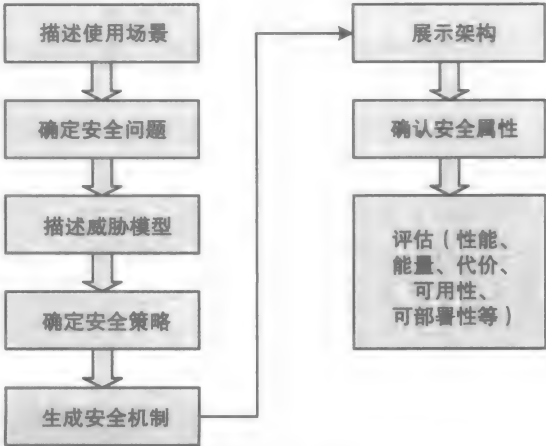 描述使用场景
确定安全问题
描述威胁模型
确定安全策略
生成安全机制
展示架构
确认安全属性
评估（性能、
能量、代价、
可用性、
可部署性等）